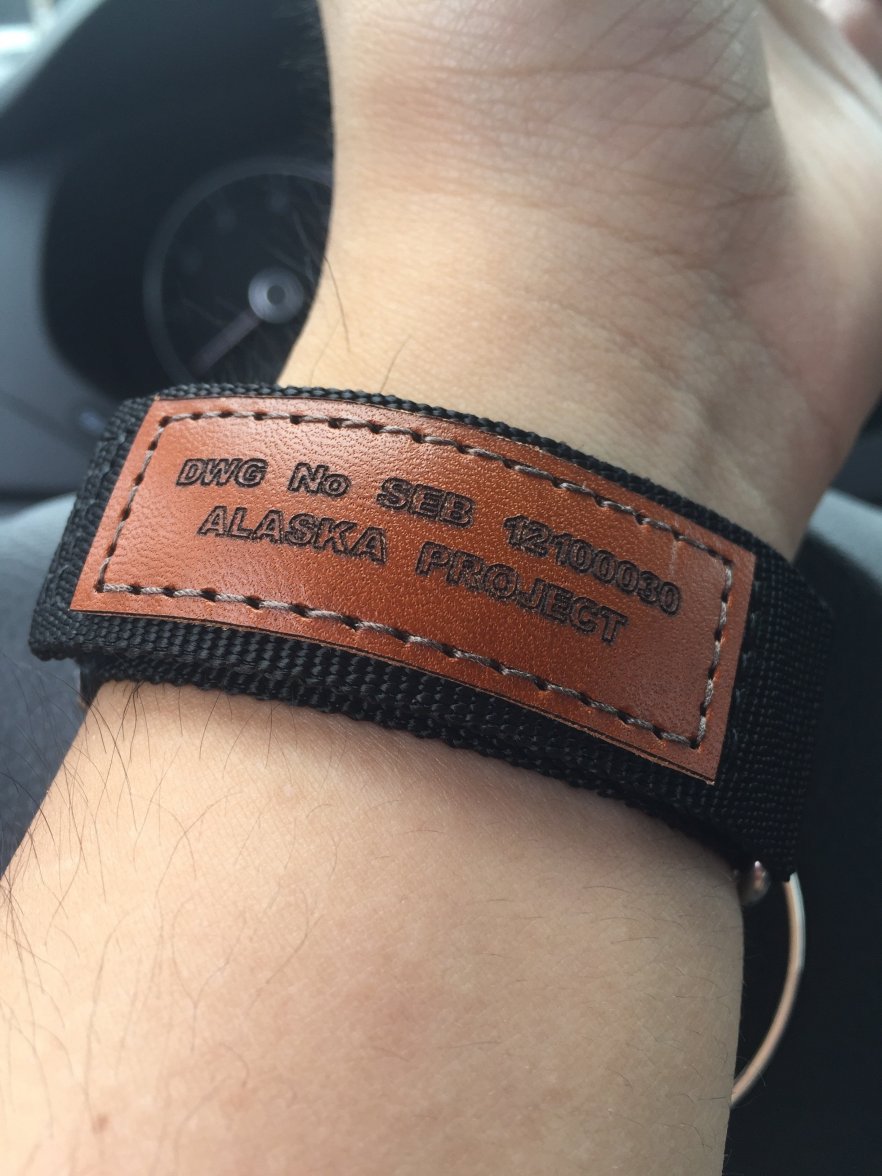 DWG No SEB 12100030
ALASKA PROJECT